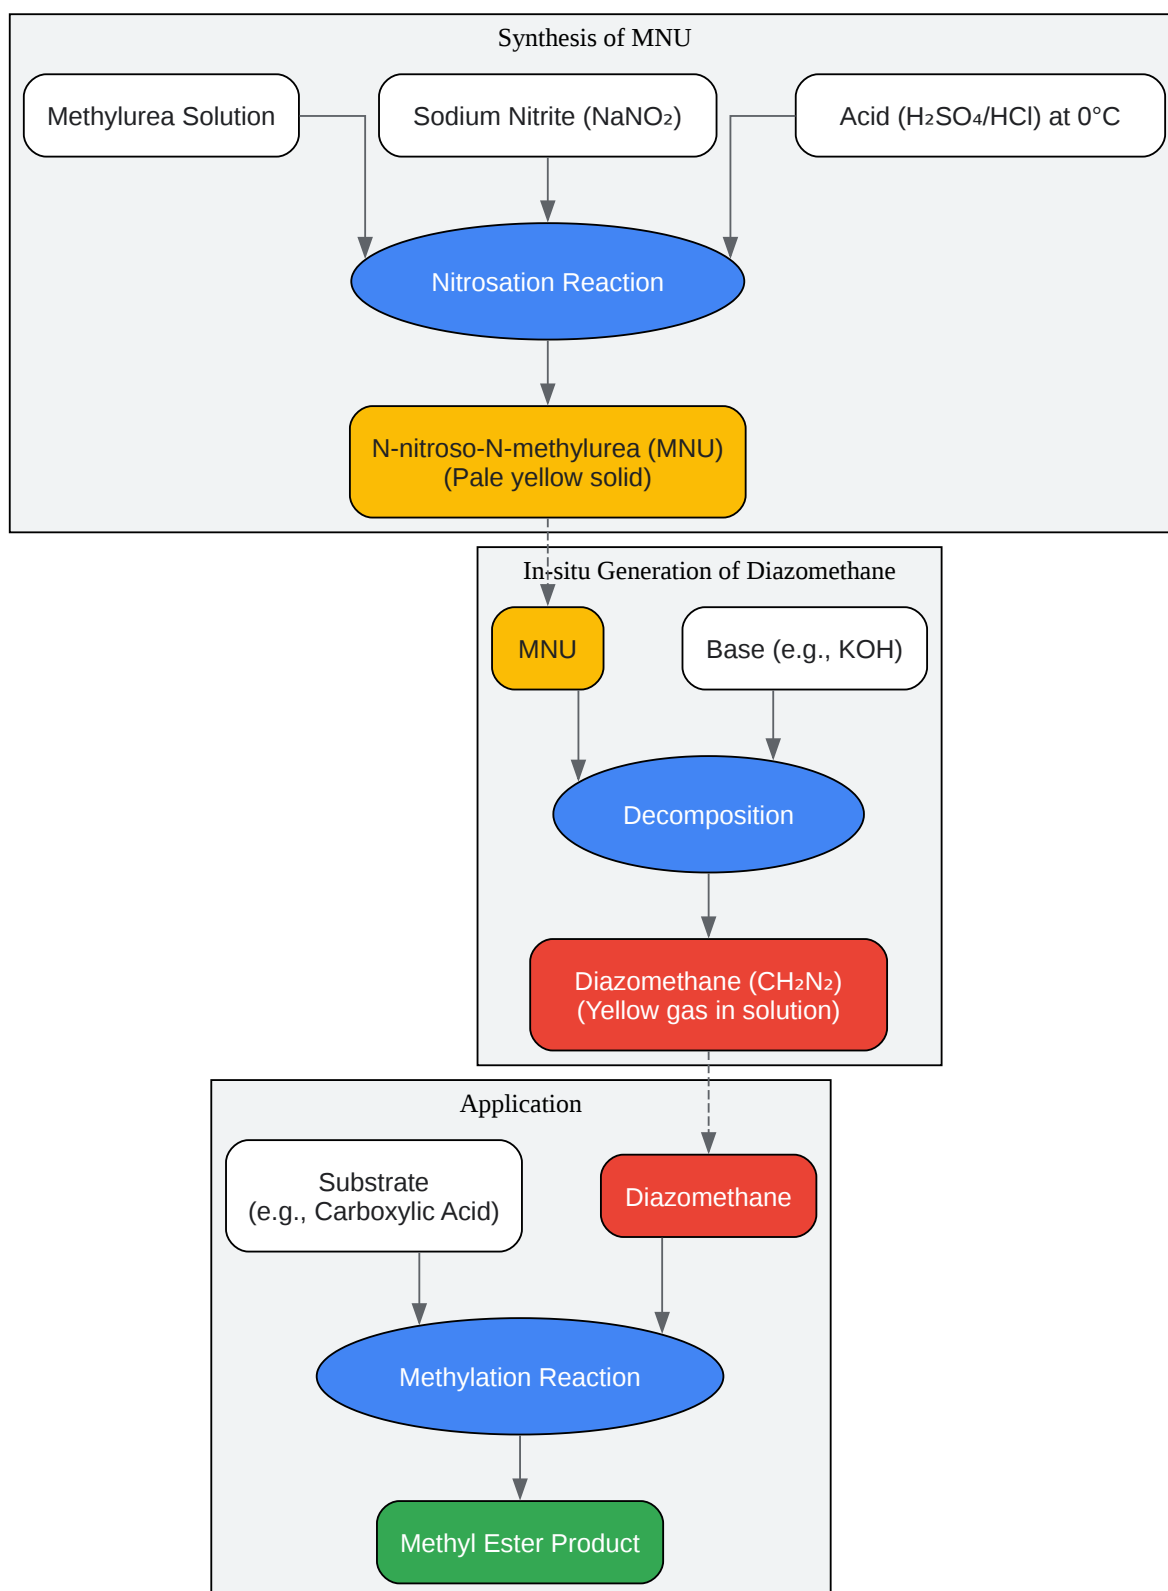 Synthesis of MNU
Methylurea Solution
Sodium Nitrite (NaNO₂)
Acid (H₂SO₄/HCl) at 0°C
Nitrosation Reaction
N-nitroso-N-methylurea (MNU)
(Pale yellow solid)
In-situ Generation of Diazomethane
MNU
Base (e.g., KOH)
Decomposition
Diazomethane (CH₂N₂)
(Yellow gas in solution)
Application
Substrate
(e.g., Carboxylic Acid)
Diazomethane
Methylation Reaction
Methyl Ester Product